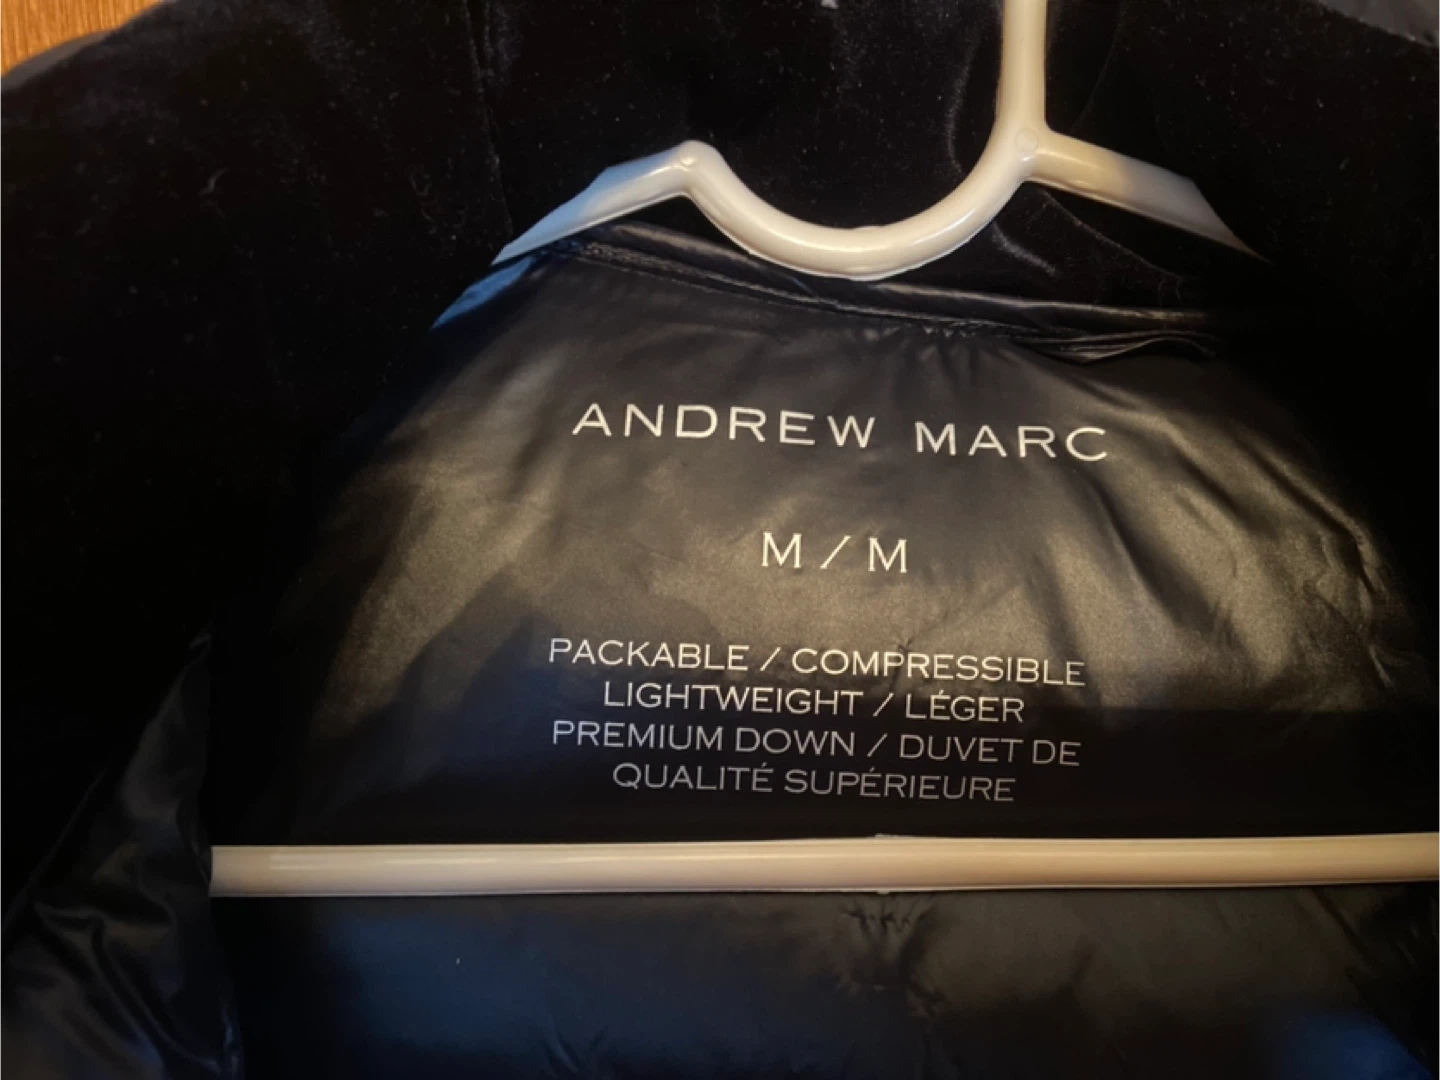 ANDREW MARC
M / M
PACKABLE / COMPRESSIBLE
LIGHTWEIGHT / LÉGER
PREMIUM DOWN / DUVET DE
QUALITÉ SUPÉRIEURE